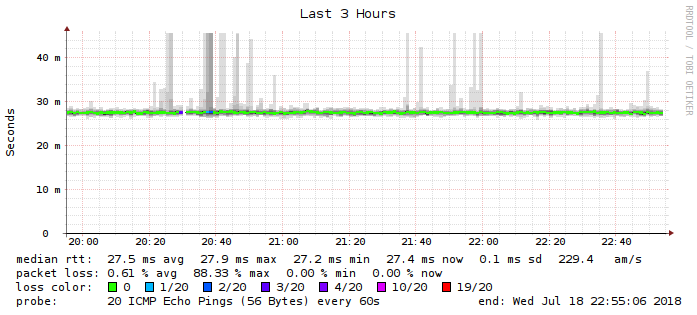 Last 3 Hours
RRDTOOL / TOBI OETIKER
Seconds
40 m
30 m
20 m
10 m
0
20:00 20:20 20:40 21:00 21:20 21:40 22:00 22:20 22:40
median rtt: 27.5 ms avg 27.9 ms max 27.2 ms min 27.4 ms now 0.1 ms sd 229.4 am/s
packet loss: 0.61 % avg 88.33 % max 0.00 % min 0.00 % now
loss color: 0 1/20 2/20 3/20 4/20 10/20 19/20
probe: 20 ICMP Echo Pings (56 Bytes) every 60s end: Wed Jul 18 22:55:06 2018